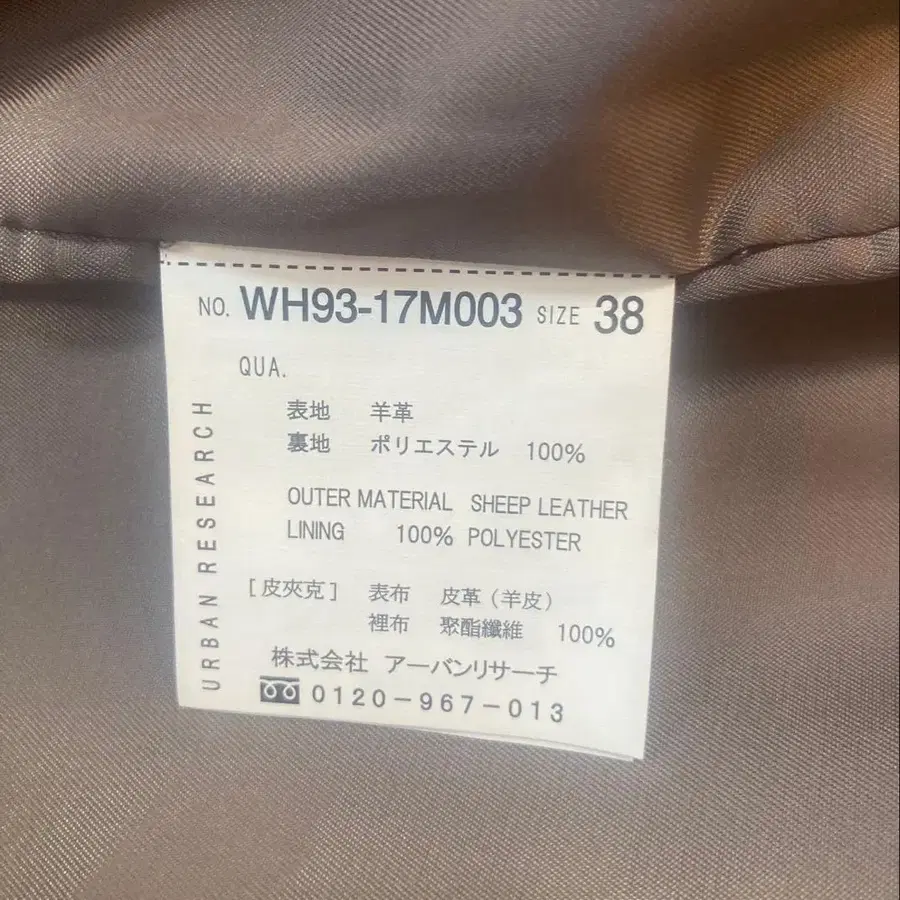 NO. WH93-17M003 SIZE 38
QUA.
表地 羊革
裏地 ポリエステル 100%
OUTER MATERIAL SHEEP LEATHER
LINING 100% POLYESTER
[皮夾克] 表布 皮革(羊皮)
裡布 聚酯纖維 100%
株式会社 アーバンリサーチ
0120-967-013
URBAN RESEARCH